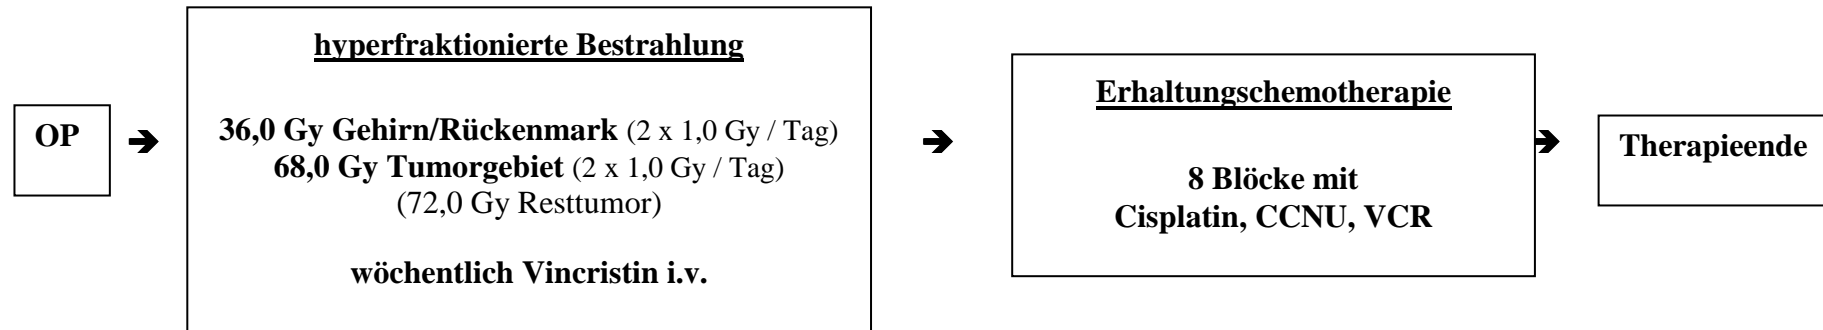 OP
➔
hyperfraktionierte Bestrahlung
36,0 Gy Gehirn/Rückenmark (2 x 1,0 Gy / Tag)
68,0 Gy Tumorgebiet (2 x 1,0 Gy / Tag)
(72,0 Gy Resttumor)
wöchentlich Vincristin i.v.
➔
Erhaltungschemotherapie
8 Blöcke mit
Cisplatin, CCNU, VCR
➔
Therapieende